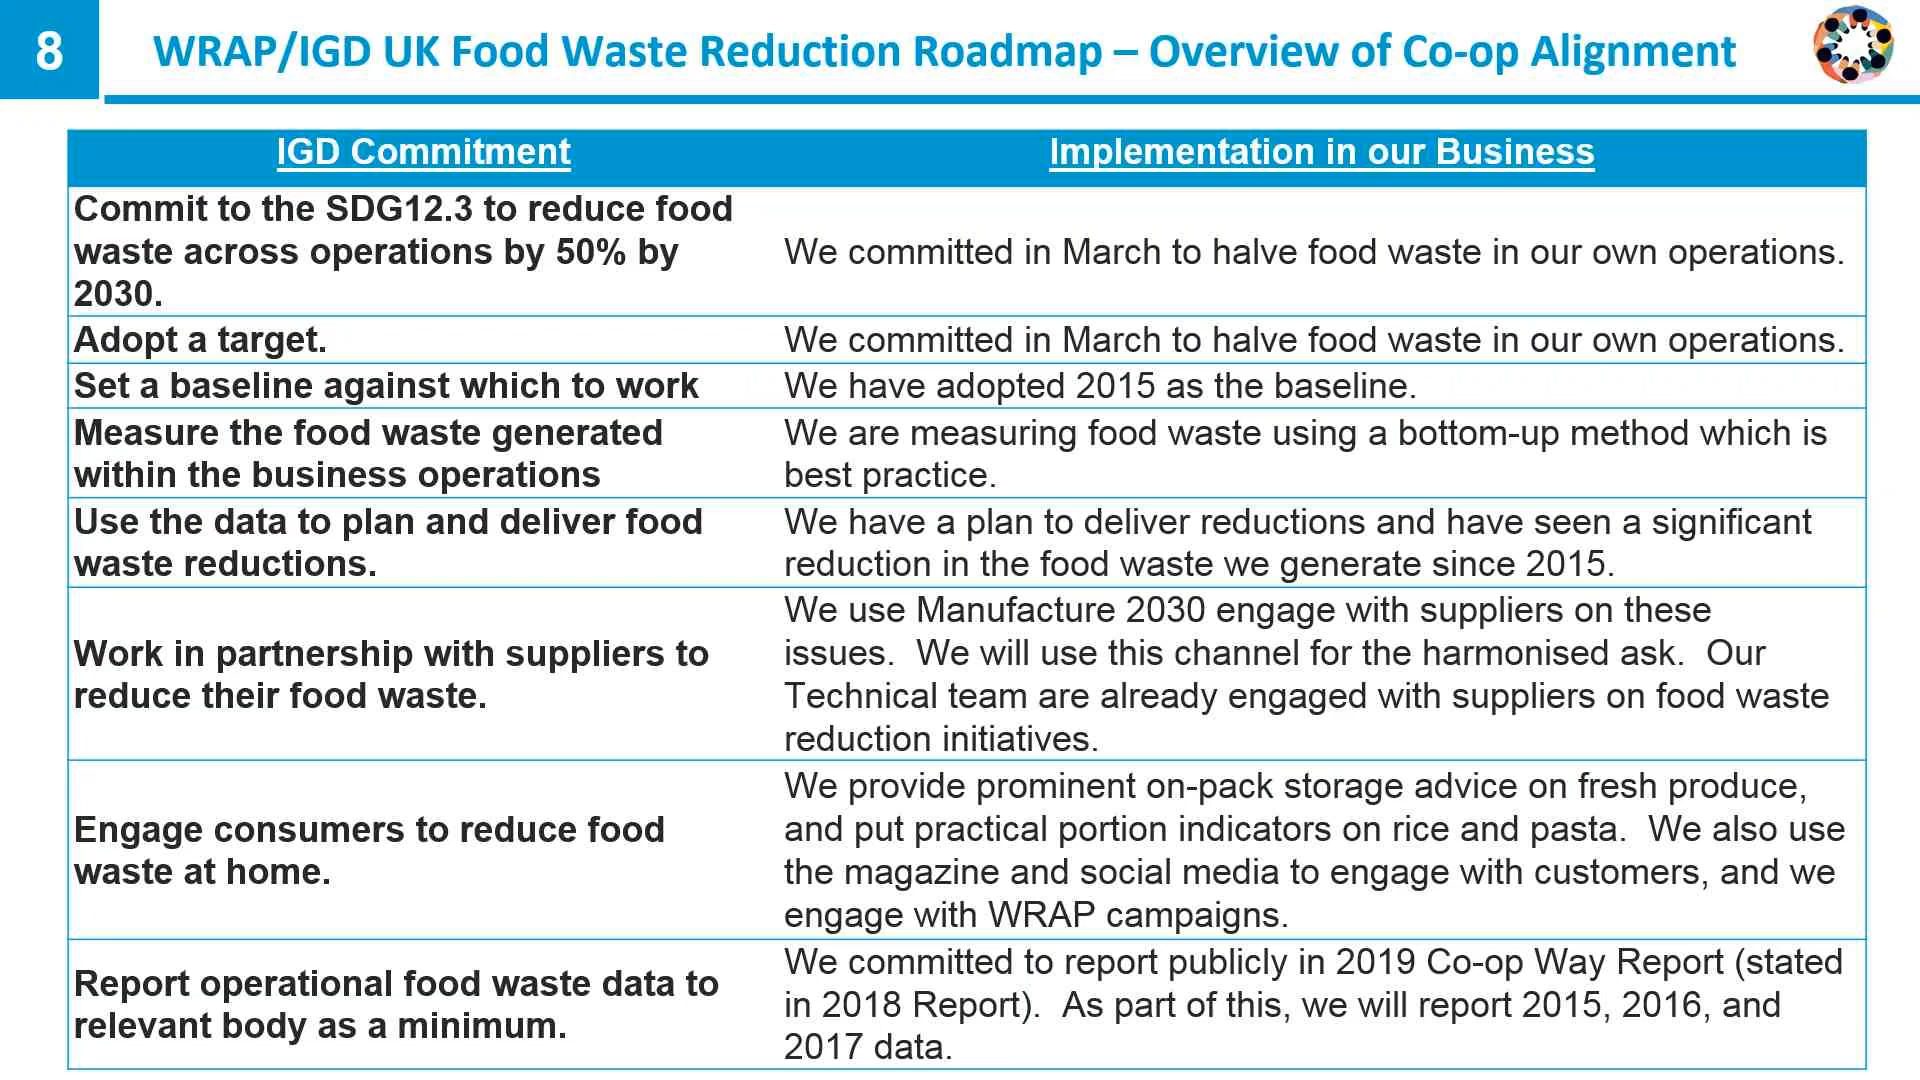 8
WRAP/IGD UK Food Waste Reduction Roadmap – Overview of Co-op Alignment
IGD Commitment
Implementation in our Business
Commit to the SDG12.3 to reduce food
waste across operations by 50% by
2030.
We committed in March to halve food waste in our own operations.
Adopt a target.
We committed in March to halve food waste in our own operations.
Set a baseline against which to work
We have adopted 2015 as the baseline.
Measure the food waste generated
within the business operations
We are measuring food waste using a bottom-up method which is
best practice.
Use the data to plan and deliver food
waste reductions.
We have a plan to deliver reductions and have seen a significant
reduction in the food waste we generate since 2015.
Work in partnership with suppliers to
reduce their food waste.
We use Manufacture 2030 engage with suppliers on these
issues.  We will use this channel for the harmonised ask.  Our
Technical team are already engaged with suppliers on food waste
reduction initiatives.
Engage consumers to reduce food
waste at home.
We provide prominent on-pack storage advice on fresh produce,
and put practical portion indicators on rice and pasta.  We also use
the magazine and social media to engage with customers, and we
engage with WRAP campaigns.
Report operational food waste data to
relevant body as a minimum.
We committed to report publicly in 2019 Co-op Way Report (stated
in 2018 Report).  As part of this, we will report 2015, 2016, and
2017 data.